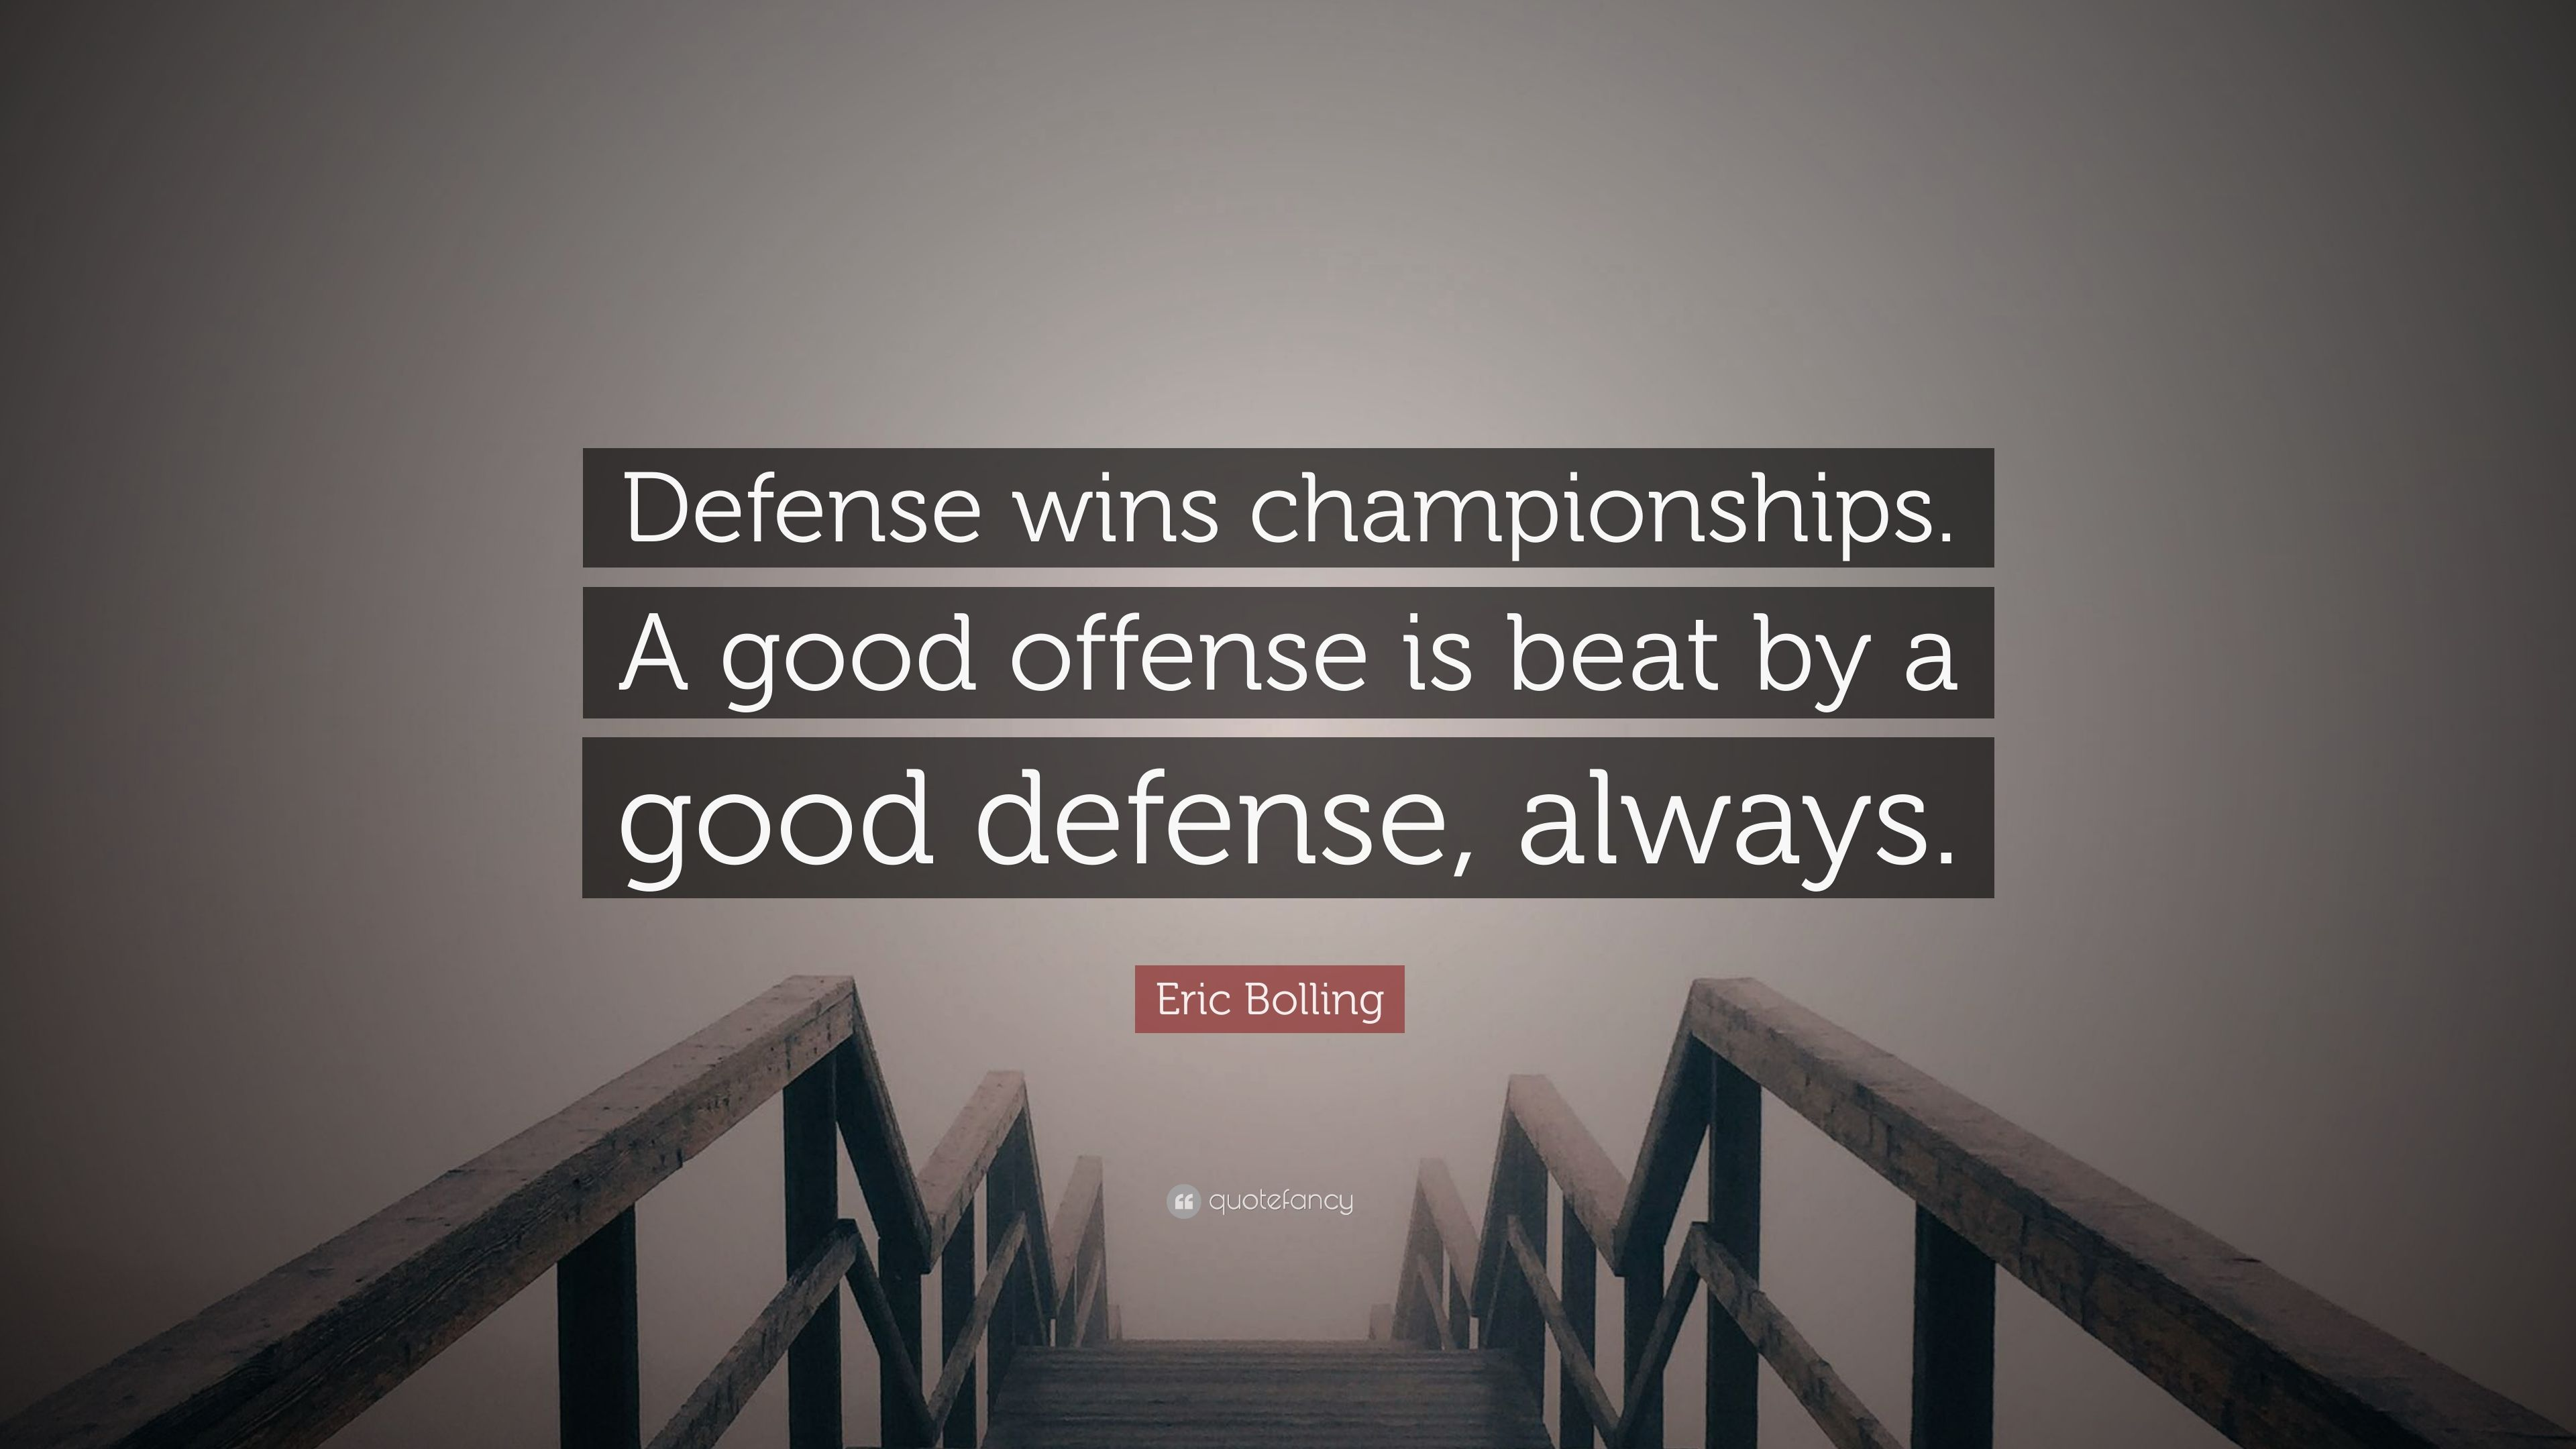 Defense wins championships.
A good offense is beat by a
good defense, always.
Eric Bolling
quotefancy